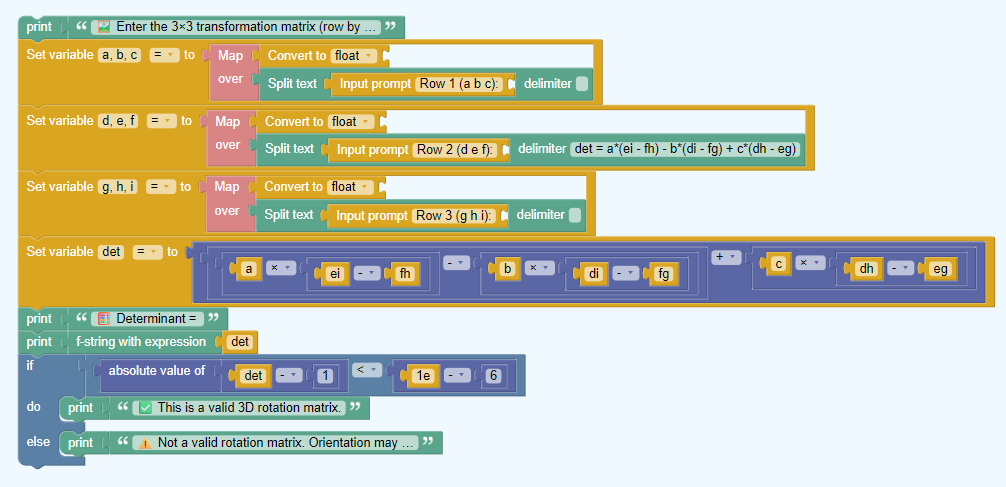 print “ 🖼️ Enter the 3×3 transformation matrix (row by … ”
Set variable a, b, c = to Map over Convert to float
Split text Input prompt Row 1 (a b c): delimiter
Set variable d, e, f = to Map over Convert to float
Split text Input prompt Row 2 (d e f): delimiter det = a*(ei - fh) - b*(di - fg) + c*(dh - eg)
Set variable g, h, i = to Map over Convert to float
Split text Input prompt Row 3 (g h i): delimiter
Set variable det = to a × ei - fh - b × di - fg + c × dh - eg
print “ 🧮 Determinant = ”
print f-string with expression det
if absolute value of det - 1 < 1e - 6
do print “ ✅ This is a valid 3D rotation matrix. ”
else print “ ⚠️ Not a valid rotation matrix. Orientation may … ”